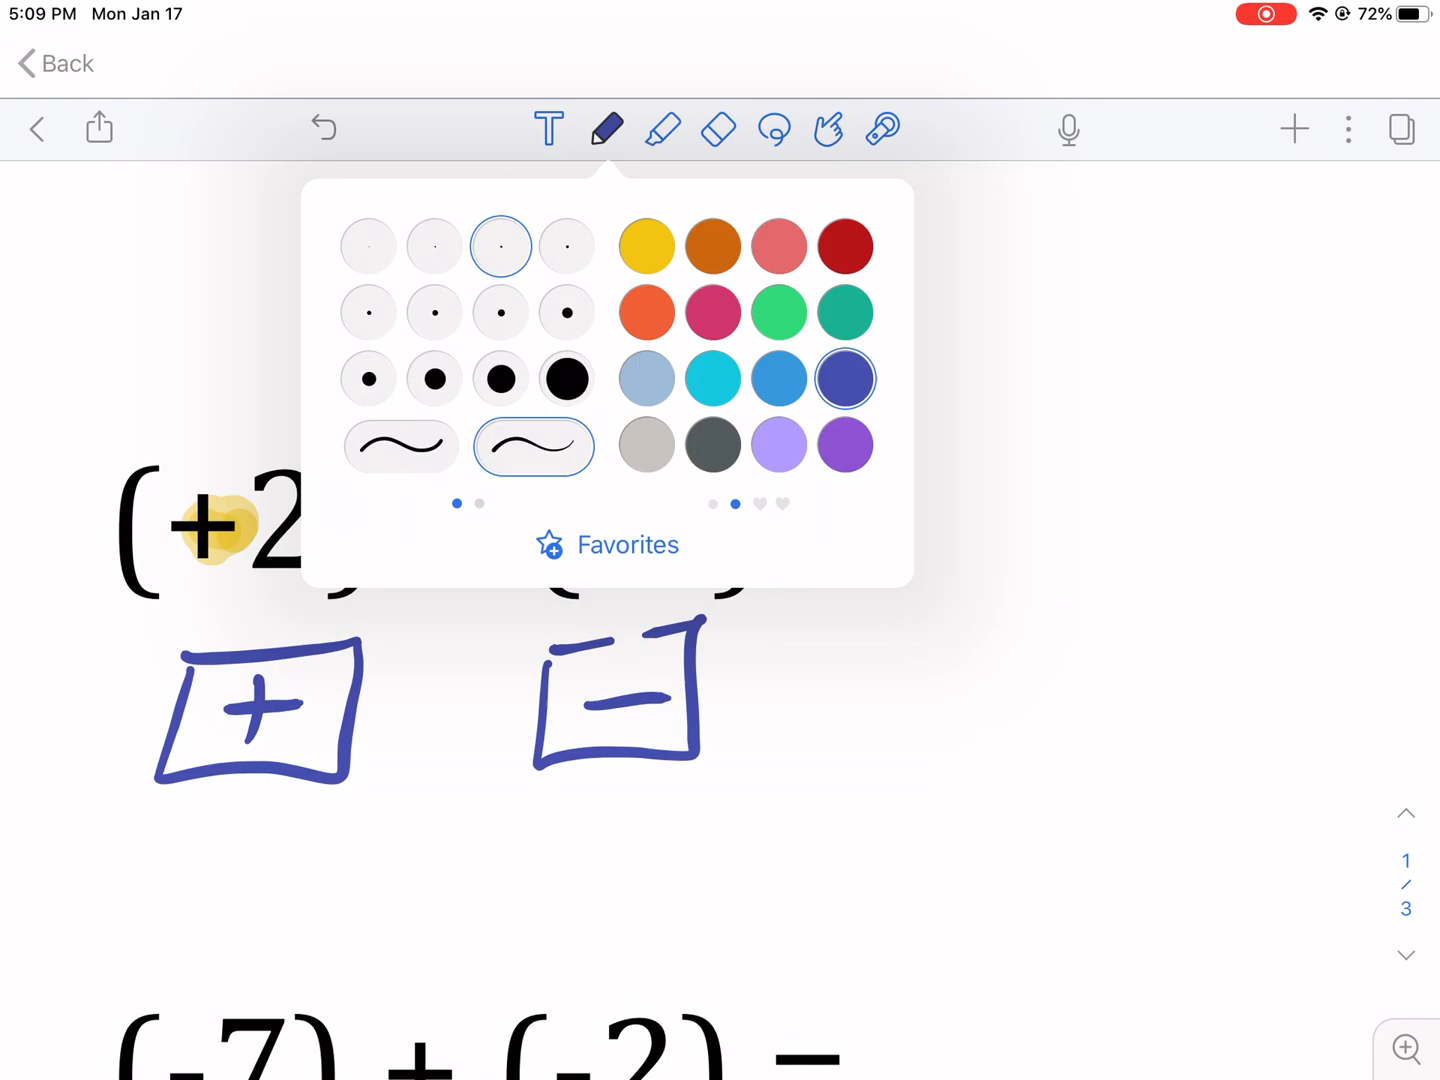 5:09 PM Mon Jan 17
72%
Back
T
Favorites
(+2
+
−
1
/
3
(-7) + (-2) =